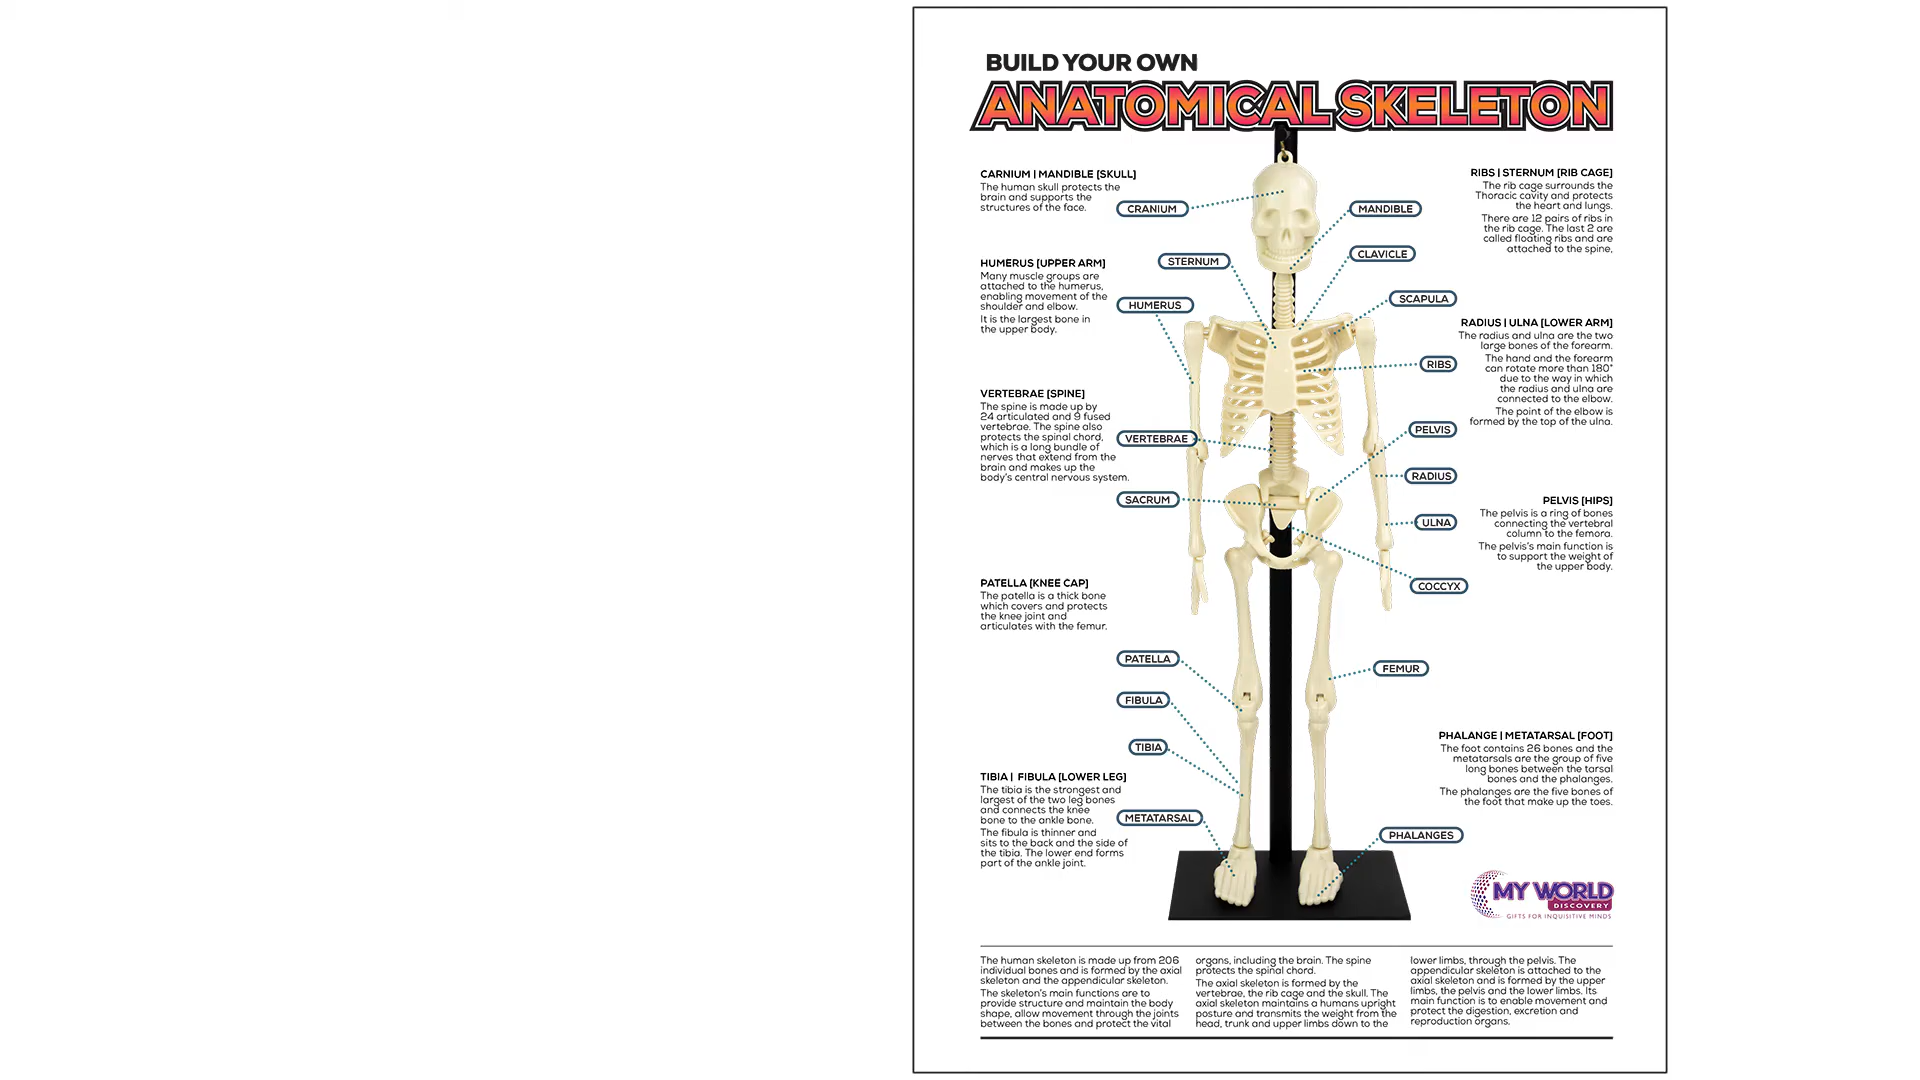 BUILD YOUR OWN
ANATOMICAL SKELETON
CARNIUM | MANDIBLE [SKULL]
The human skull protects the
brain and supports the
structures of the face.
CRANIUM
MANDIBLE
RIBS | STERNUM [RIB CAGE]
The rib cage surrounds the
Thoracic cavity and protects
the heart and lungs.
There are 12 pairs of ribs in
the rib cage. The last 2 are
called floating ribs and are
attached to the spine,
STERNUM
CLAVICLE
HUMERUS [UPPER ARM]
Many muscle groups are
attached to the humerus,
enabling movement of the
shoulder and elbow.
It is the largest bone in
the upper body.
HUMERUS
SCAPULA
RADIUS | ULNA [LOWER ARM]
The radius and ulna are the two
large bones of the forearm.
The hand and the forearm
can rotate more than 180°
due to the way in which
the radius and ulna are
connected to the elbow.
The point of the elbow is
formed by the top of the ulna.
RIBS
VERTEBRAE [SPINE]
The spine is made up by
24 articulated and 9 fused
vertebrae. The spine also
protects the spinal chord,
which is a long bundle of
nerves that extend from the
brain and makes up the
body's central nervous system.
VERTEBRAE
PELVIS
RADIUS
SACRUM
ULNA
PELVIS [HIPS]
The pelvis is a ring of bones
connecting the vertebral
column to the femora.
The pelvis's main function is
to support the weight of
the upper body.
COCCYX
PATELLA [KNEE CAP]
The patella is a thick bone
which covers and protects
the knee joint and
articulates with the femur.
PATELLA
FEMUR
FIBULA
TIBIA
PHALANGE | METATARSAL [FOOT]
The foot contains 26 bones and the
metatarsals are the group of five
long bones between the tarsal
bones and the phalanges.
The phalanges are the five bones of
the foot that make up the toes.
TIBIA | FIBULA [LOWER LEG]
The tibia is the strongest and
largest of the two leg bones
and connects the knee
bone to the ankle bone.
The fibula is thinner and
sits to the back and the side of
the tibia. The lower end forms
part of the ankle joint.
METATARSAL
PHALANGES
MY WORLD
DISCOVERY
GIFTS FOR INQUISITIVE MINDS
The human skeleton is made up from 206
individual bones and is formed by the axial
skeleton and the appendicular skeleton.
The skeleton's main functions are to
provide structure and maintain the body
shape, allow movement through the joints
between the bones and protect the vital
organs, including the brain. The spine
protects the spinal chord.
The axial skeleton is formed by the
vertebrae, the rib cage and the skull. The
axial skeleton maintains a humans upright
posture and transmits the weight from the
head, trunk and upper limbs down to the
lower limbs, through the pelvis. The
appendicular skeleton is attached to the
axial skeleton and is formed by the upper
limbs, the pelvis and the lower limbs. Its
main function is to enable movement and
protect the digestion, excretion and
reproduction organs.